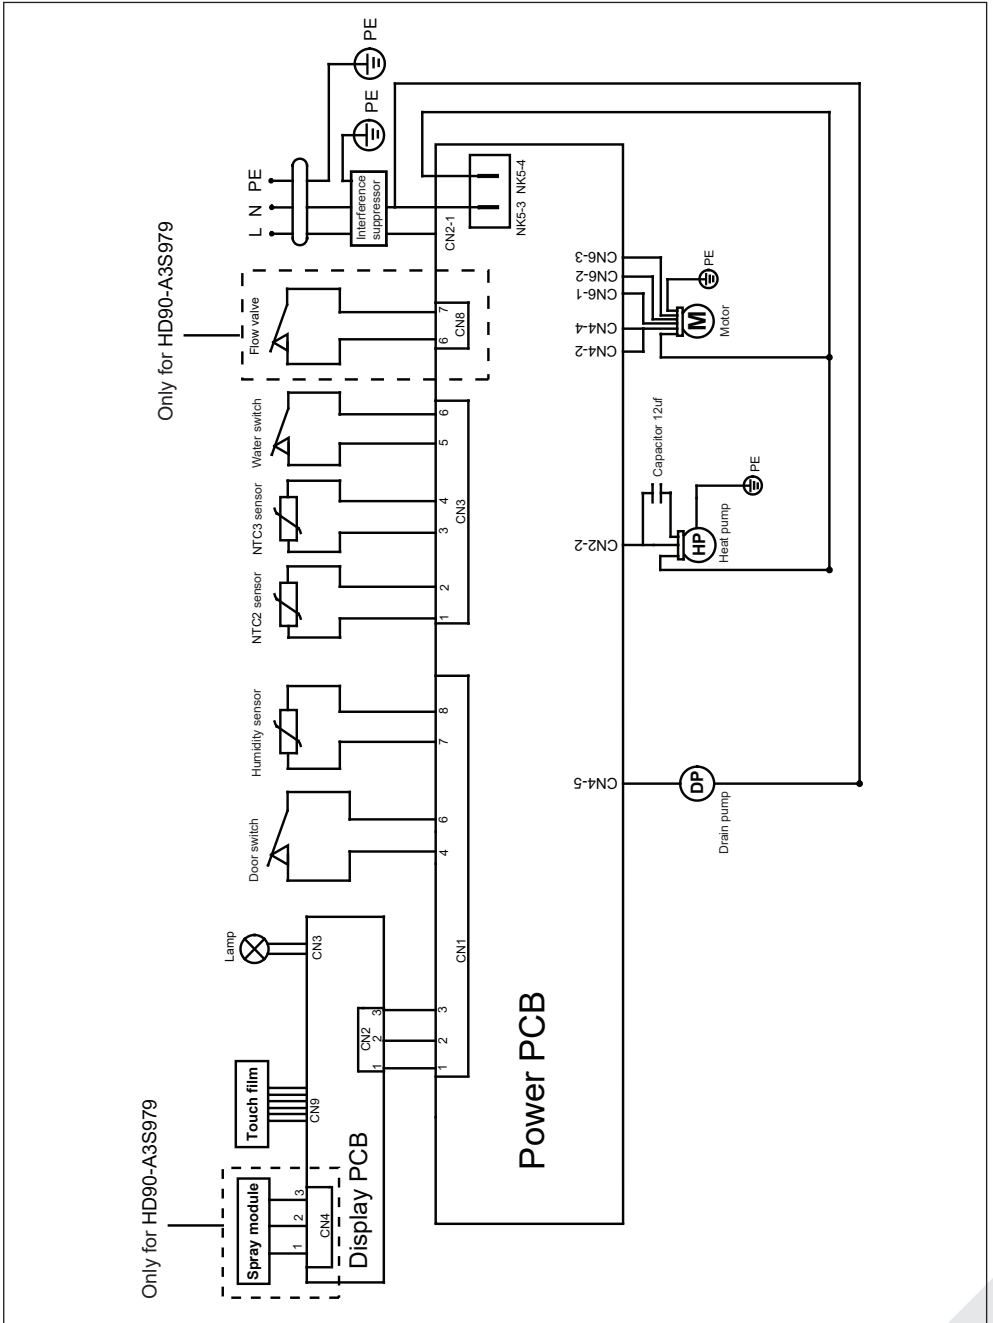 Only for HD90-A3S979
Spray module
1
2
3
CN4
Touch film
CN9
Display PCB
Lamp
CN3
CN2
1
2
3
Door switch
4
6
Humidity sensor
7
8
1
2
3
CN1
NTC2 sensor
1
2
NTC3 sensor
3
4
Water switch
5
6
CN3
Only for HD90-A3S979
Flow valve
6
7
CN8
L N PE
Interference
suppressor
PE
PE
CN2-1
NK5-3 NK5-4
Power PCB
CN4-5
DP
Drain pump
CN2-2
Capacitor 12uf
HP
Heat pump
PE
CN4-2
CN4-4
CN6-1
CN6-2
CN6-3
M
Motor
PE